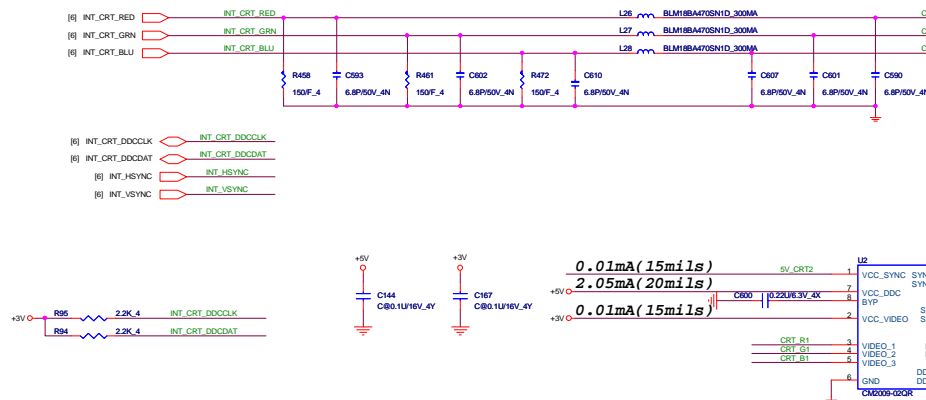 [6] INT_CRT_RED INT_CRT_RED L26 BLM18BA470SN1D_300MA
[6] INT_CRT_GRN INT_CRT_GRN L27 BLM18BA470SN1D_300MA
[6] INT_CRT_BLU INT_CRT_BLU L28 BLM18BA470SN1D_300MA
R458 C593 R461 C602 R472 C610 C607 C601 C590
150/F_4 6.8P/50V_4N 150/F_4 6.8P/50V_4N 150/F_4 6.8P/50V_4N 6.8P/50V_4N 6.8P/50V_4N 6.8P/50V_4N
[6] INT_CRT_DDCCLK INT_CRT_DDCCLK
[6] INT_CRT_DDCDAT INT_CRT_DDCDAT
[6] INT_HSYNC INT_HSYNC
[6] INT_VSYNC INT_VSYNC
+5V +3V
C144 C167
C@0.1U/16V_4Y C@0.1U/16V_4Y
+3V R95 2.2K_4 INT_CRT_DDCCLK
R94 2.2K_4 INT_CRT_DDCDAT
U2
0.01mA(15mils) 5V_CRT2 1 VCC_SYNC
2.05mA(20mils)
+5V 7 VCC_DDC
C600 0.22U/6.3V_4X 8 BYP
0.01mA(15mils)
+3V 2 VCC_VIDEO
CRT_R1 3 VIDEO_1
CRT_G1 4 VIDEO_2
CRT_B1 5 VIDEO_3
6 GND
CM2009-02QR